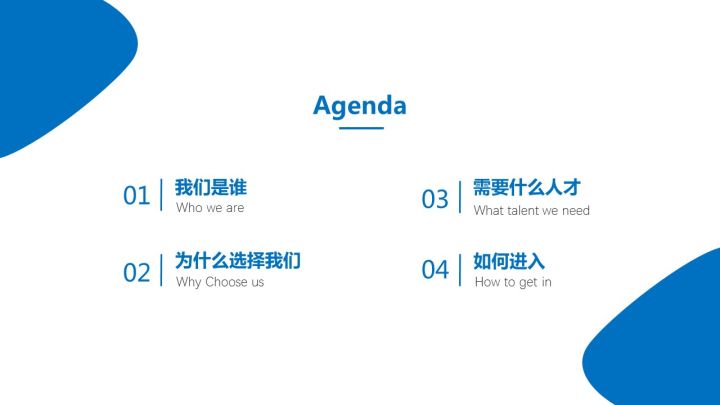 Agenda
01
我们是谁
Who we are
02
为什么选择我们
Why Choose us
03
需要什么人才
What talent we need
04
如何进入
How to get in